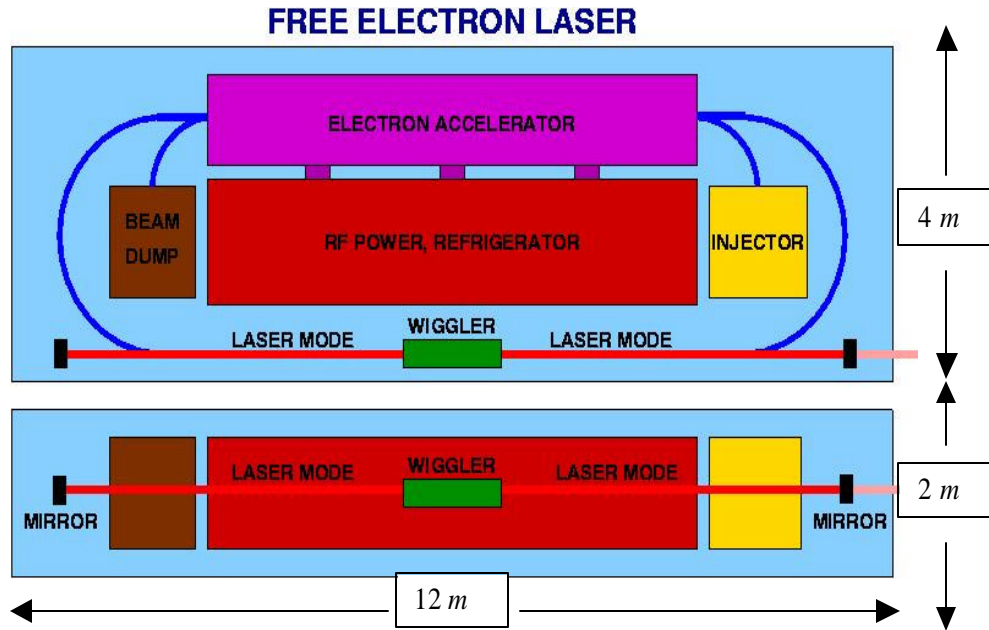 FREE ELECTRON LASER
ELECTRON ACCELERATOR
BEAM
DUMP
RF POWER, REFRIGERATOR
INJECTOR
4 m
WIGGLER
LASER MODE
LASER MODE
WIGGLER
LASER MODE
LASER MODE
2 m
MIRROR
MIRROR
12 m